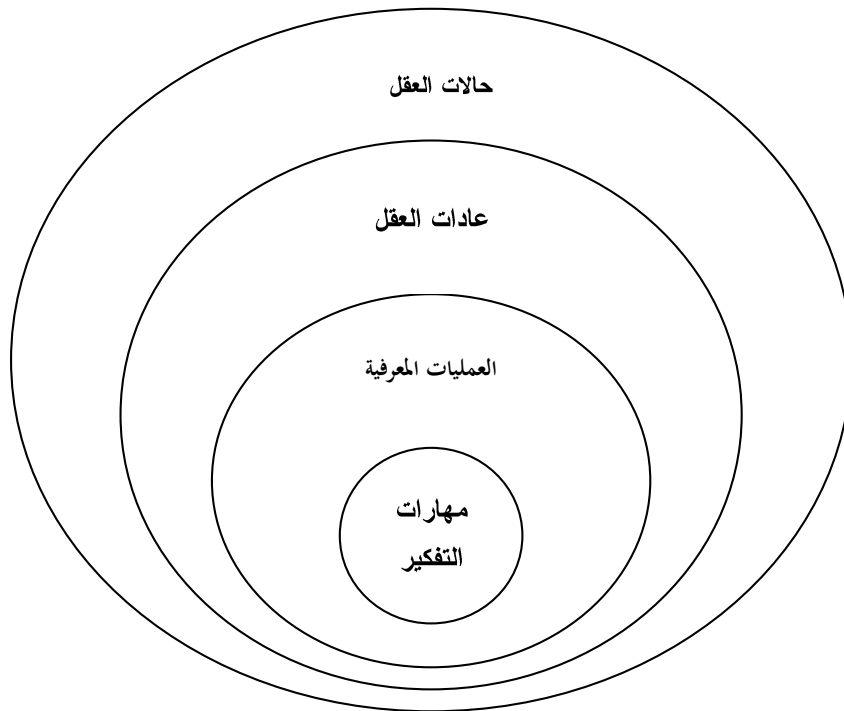 حالات العقل
عادات العقل
العمليات المعرفية
مهارات
التفكير